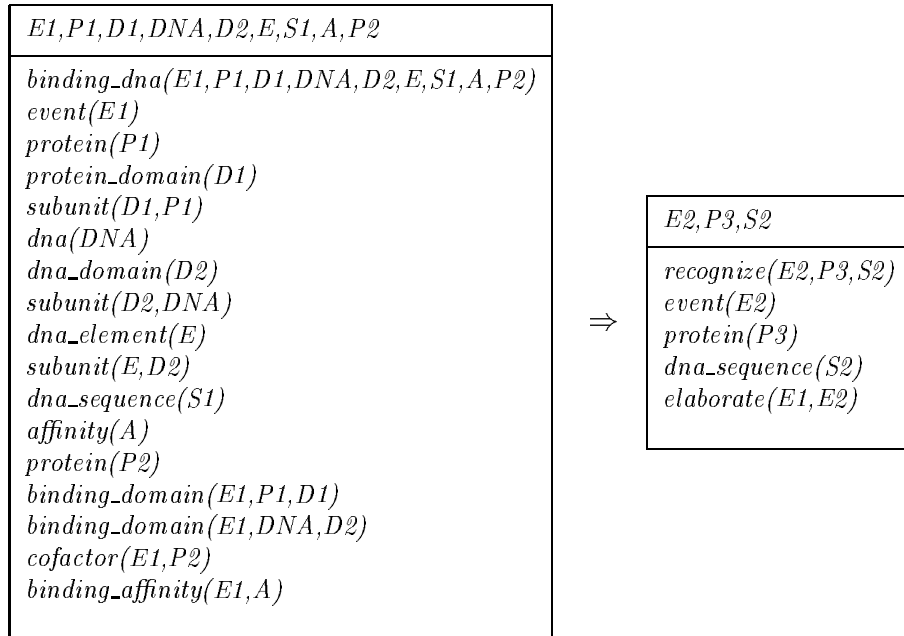 E1,P1,D1,DNA,D2,E,S1,A,P2
binding_dna(E1,P1,D1,DNA,D2,E,S1,A,P2)
event(E1)
protein(P1)
protein_domain(D1)
subunit(D1,P1)
dna(DNA)
dna_domain(D2)
subunit(D2,DNA)
dna_element(E)
subunit(E,D2)
dna_sequence(S1)
affinity(A)
protein(P2)
binding_domain(E1,P1,D1)
binding_domain(E1,DNA,D2)
cofactor(E1,P2)
binding_affinity(E1,A)
⇒
E2,P3,S2
recognize(E2,P3,S2)
event(E2)
protein(P3)
dna_sequence(S2)
elaborate(E1,E2)